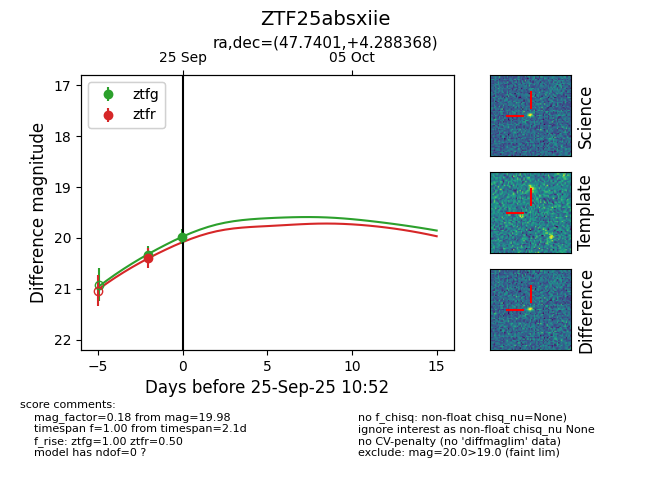 ZTF25absxiie
ra,dec=(47.7401,+4.288368)
25 Sep
05 Oct
17
18
19
20
21
22
Difference magnitude
ztfg
ztfr
−5
0
5
10
15
Days before 25-Sep-25 10:52
Science
Template
Difference
score comments:
mag_factor=0.18 from mag=19.98
timespan f=1.00 from timespan=2.1d
f_rise: ztfg=1.00 ztfr=0.50
model has ndof=0 ?
no f_chisq: non-float chisq_nu=None)
ignore interest as non-float chisq_nu None
no CV-penalty (no 'diffmaglim' data)
exclude: mag=20.0>19.0 (faint lim)